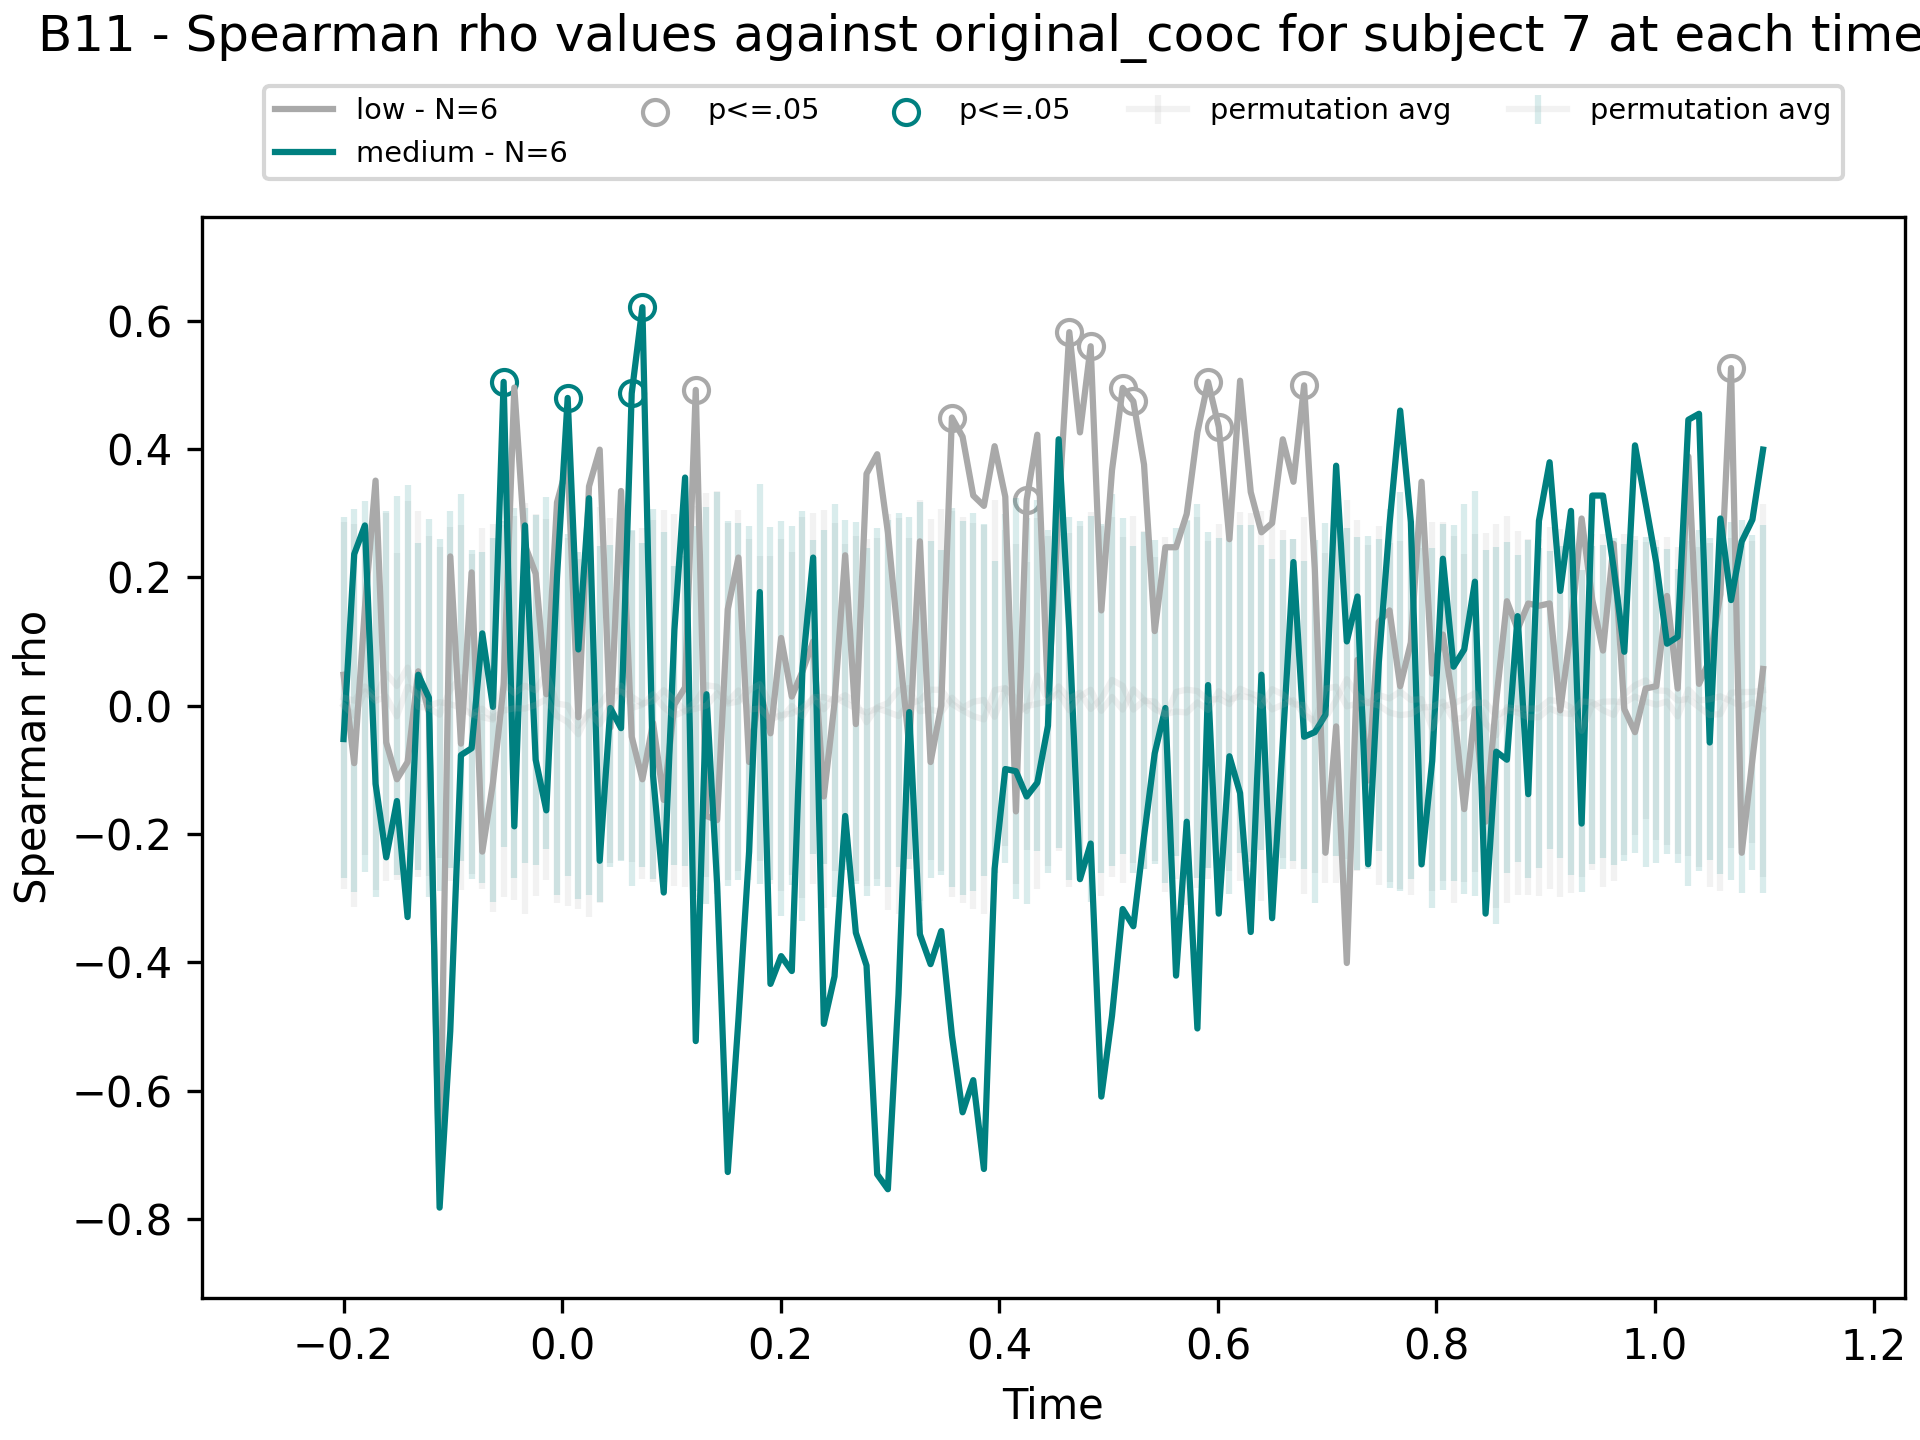 B11 - Spearman rho values against original_cooc for subject 7 at each time
low - N=6
medium - N=6
p<=.05
p<=.05
permutation avg
permutation avg
Spearman rho
0.6
0.4
0.2
0.0
−0.2
−0.4
−0.6
−0.8
−0.2 0.0 0.2 0.4 0.6 0.8 1.0 1.2
Time